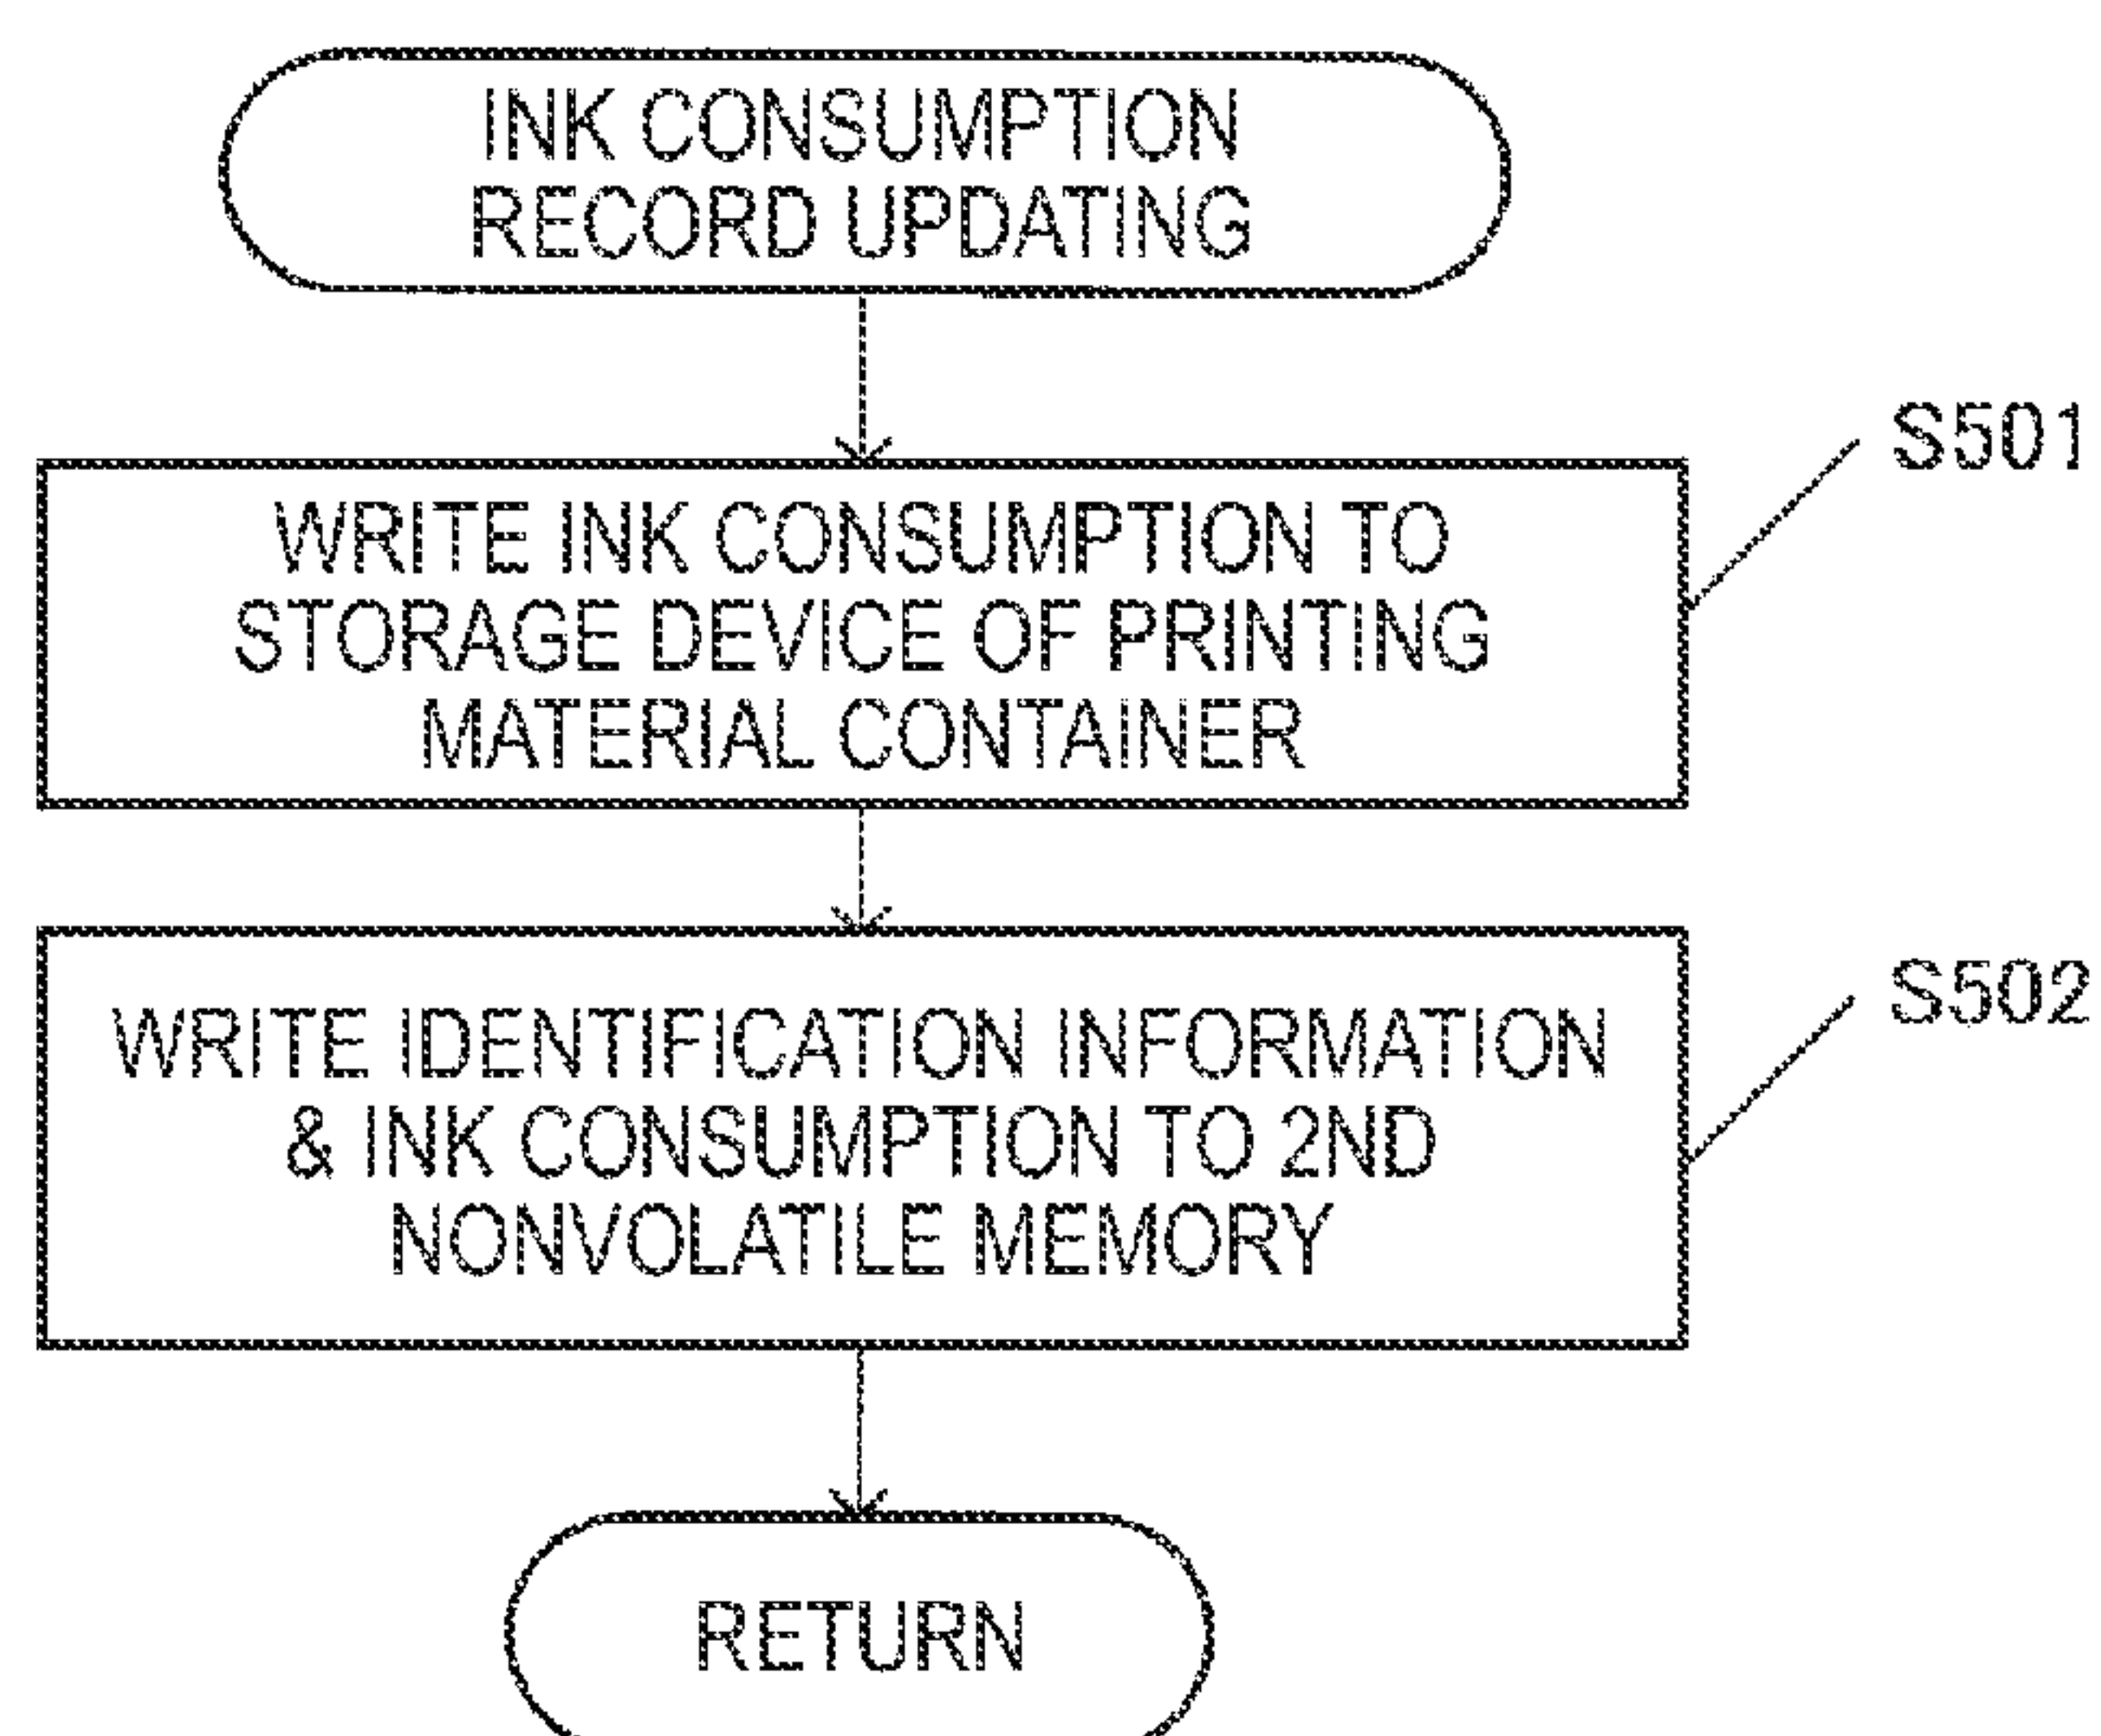 INK CONSUMPTION
RECORD UPDATING
S501
WRITE INK CONSUMPTION TO
STORAGE DEVICE OF PRINTING
MATERIAL CONTAINER
S502
WRITE IDENTIFICATION INFORMATION
& INK CONSUMPTION TO 2ND
NONVOLATILE MEMORY
RETURN